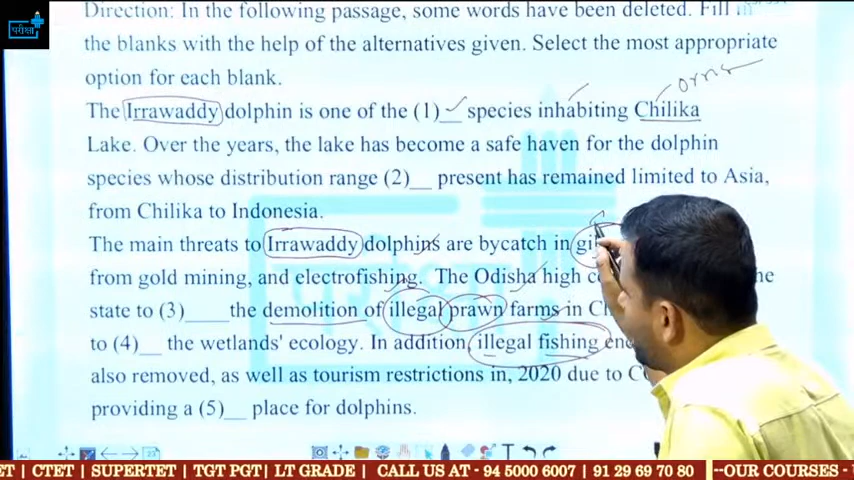 परीक्षा
Direction: In the following passage, some words have been deleted. Fill in
the blanks with the help of the alternatives given. Select the most appropriate
option for each blank.
The Irrawaddy dolphin is one of the (1)__ species inhabiting Chilika
Lake. Over the years, the lake has become a safe haven for the dolphin
species whose distribution range (2)__ present has remained limited to Asia,
from Chilika to Indonesia.
The main threats to Irrawaddy dolphins are bycatch in
from gold mining, and electrofishing. The Odisha high
state to (3)____ the demolition of illegal prawn farms in
to (4)__ the wetlands' ecology. In addition, illegal fishing
also removed, as well as tourism restrictions in, 2020 due to
providing a (5)__ place for dolphins.
ET | CTET | SUPERTET | TGT PGT| LT GRADE | CALL US AT - 94 5000 6007 | 91 29 69 70 80 --OUR COURSES -